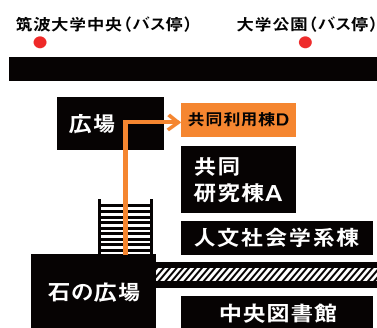 筑波大学中央(バス停)
大学公園(バス停)
広場
共同利用棟D
共同
研究棟A
人文社会学系棟
石の広場
中央図書館